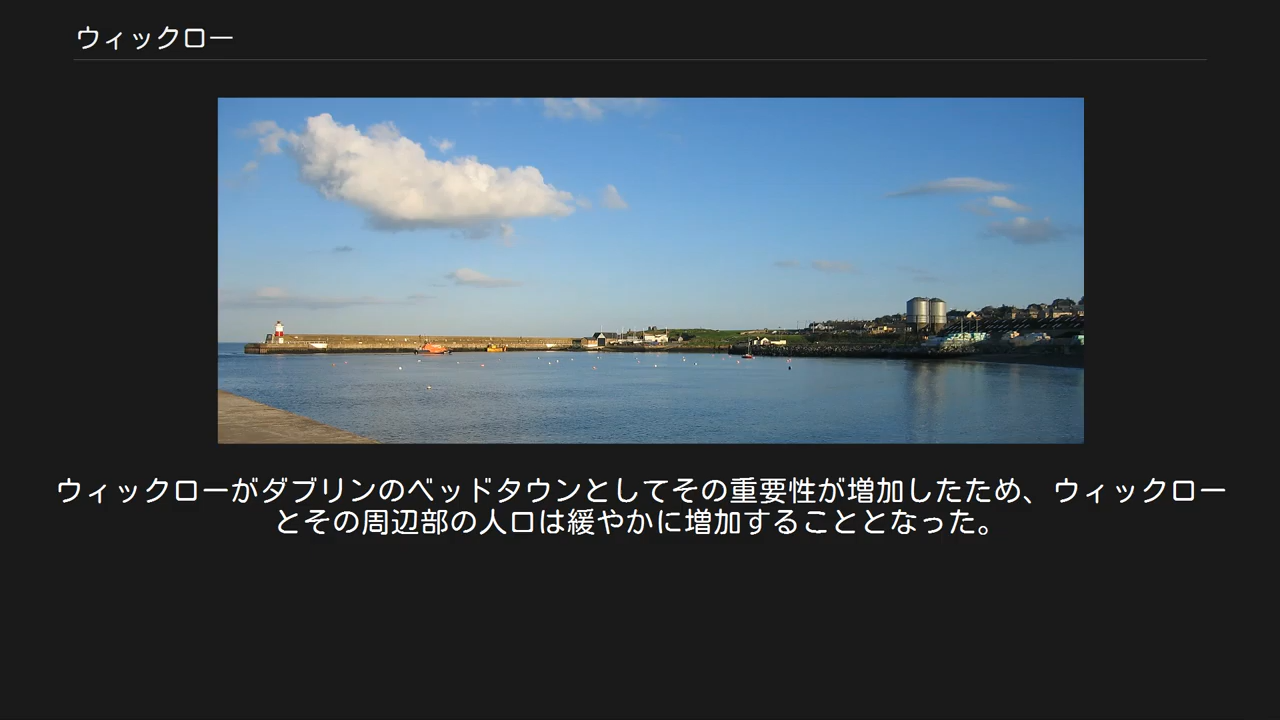 ウィックロー
ウィックローがダブリンのベッドタウンとしてその重要性が増加したため、ウィックロー
とその周辺部の人口は緩やかに増加することとなった。